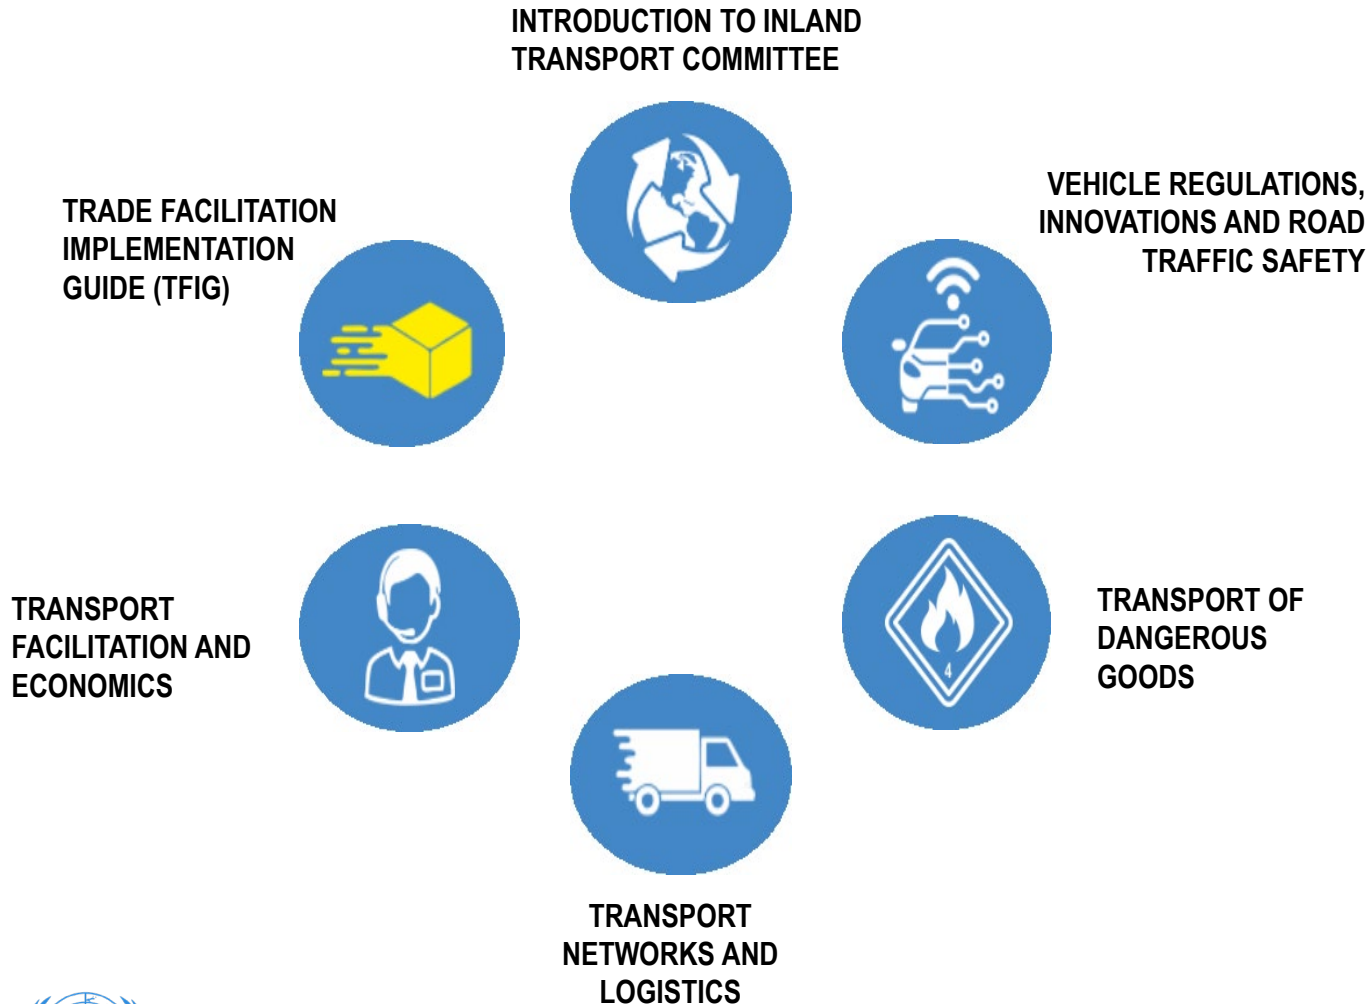 INTRODUCTION TO INLAND
TRANSPORT COMMITTEE
VEHICLE REGULATIONS,
INNOVATIONS AND ROAD
TRAFFIC SAFETY
TRADE FACILITATION
IMPLEMENTATION
GUIDE (TFIG)
TRANSPORT
FACILITATION AND
ECONOMICS
4
TRANSPORT OF
DANGEROUS
GOODS
TRANSPORT
NETWORKS AND
LOGISTICS